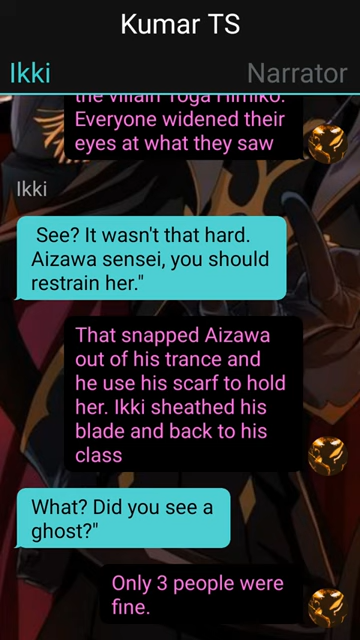 Kumar TS
Ikki
Narrator
the villain Toga Himiko.
Everyone widened their
eyes at what they saw
Ikki
See? It wasn't that hard.
Aizawa sensei, you should
restrain her."
That snapped Aizawa
out of his trance and
he use his scarf to hold
her. Ikki sheathed his
blade and back to his
class
What? Did you see a
ghost?"
Only 3 people were
fine.